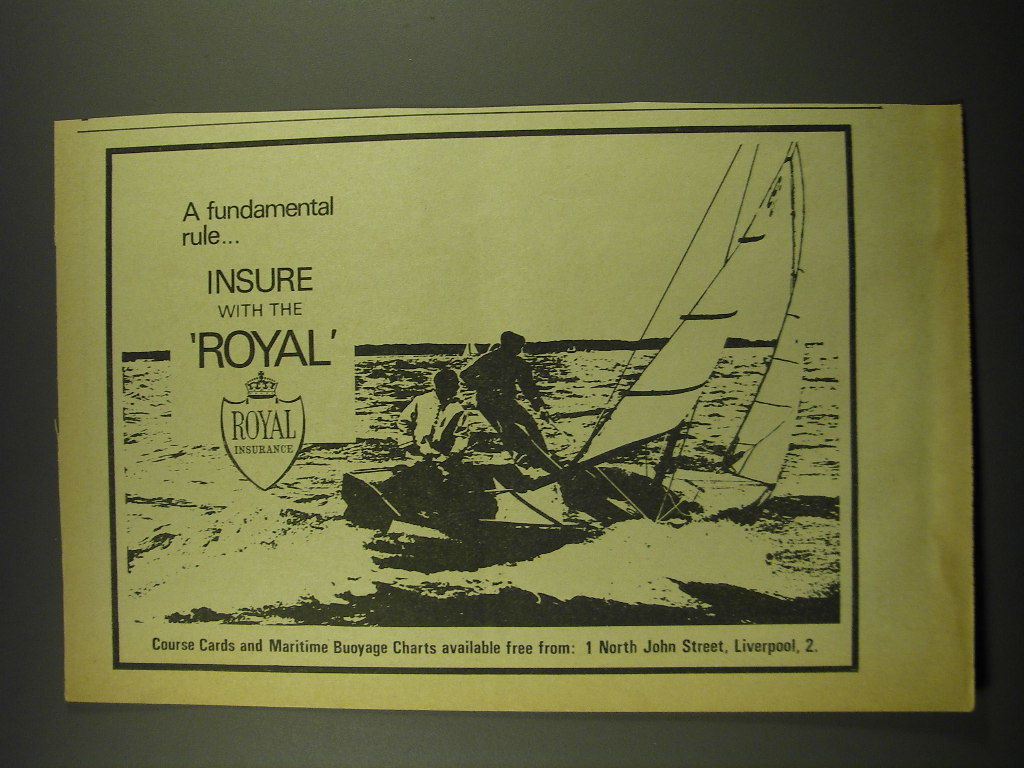 A fundamental
rule...
INSURE
WITH THE
'ROYAL'
ROYAL
INSURANCE
Course Cards and Maritime Buoyage Charts available free from: 1 North John Street, Liverpool, 2.